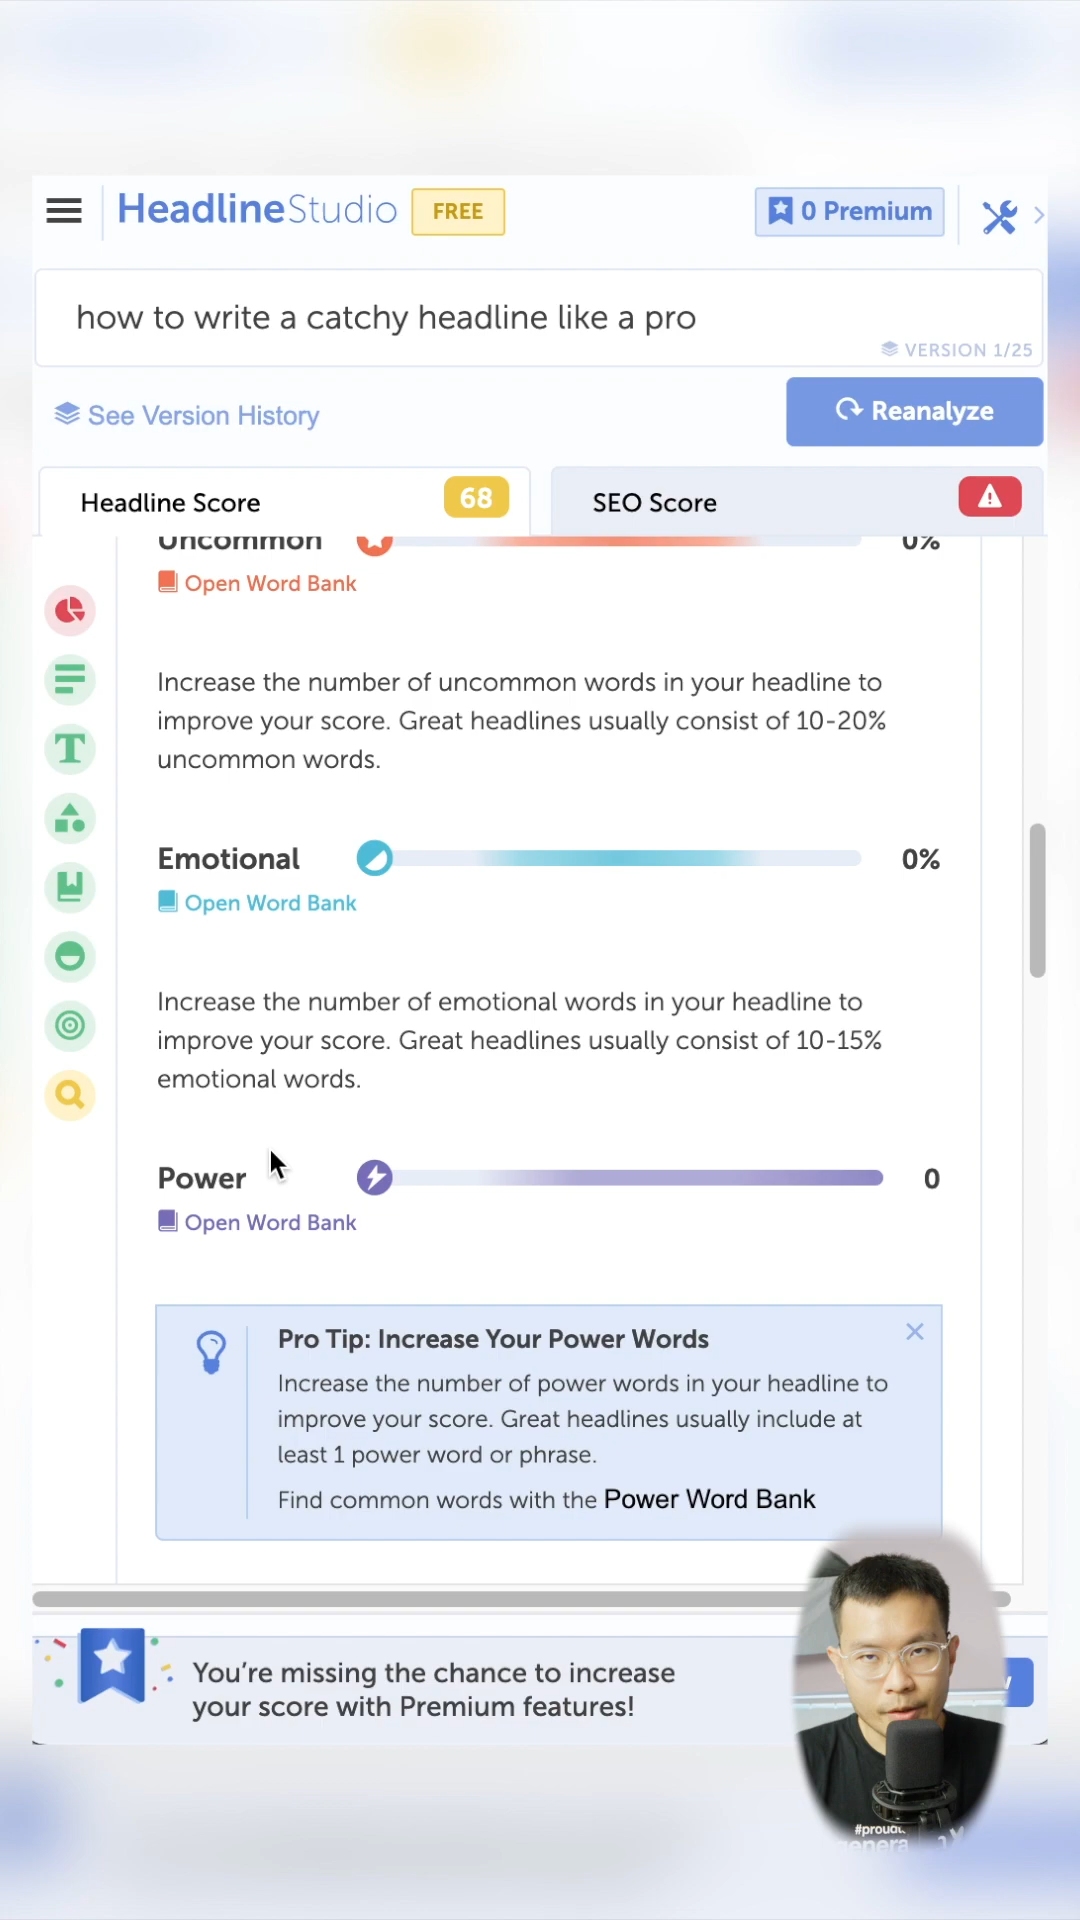 HeadlineStudio FREE
0 Premium
how to write a catchy headline like a pro
VERSION 1/25
See Version History
Reanalyze
Headline Score 68
SEO Score
Uncommon 0%
Open Word Bank
Increase the number of uncommon words in your headline to
improve your score. Great headlines usually consist of 10-20%
uncommon words.
Emotional 0%
Open Word Bank
Increase the number of emotional words in your headline to
improve your score. Great headlines usually consist of 10-15%
emotional words.
Power 0
Open Word Bank
Pro Tip: Increase Your Power Words
Increase the number of power words in your headline to
improve your score. Great headlines usually include at
least 1 power word or phrase.
Find common words with the Power Word Bank
You're missing the chance to increase
your score with Premium features!